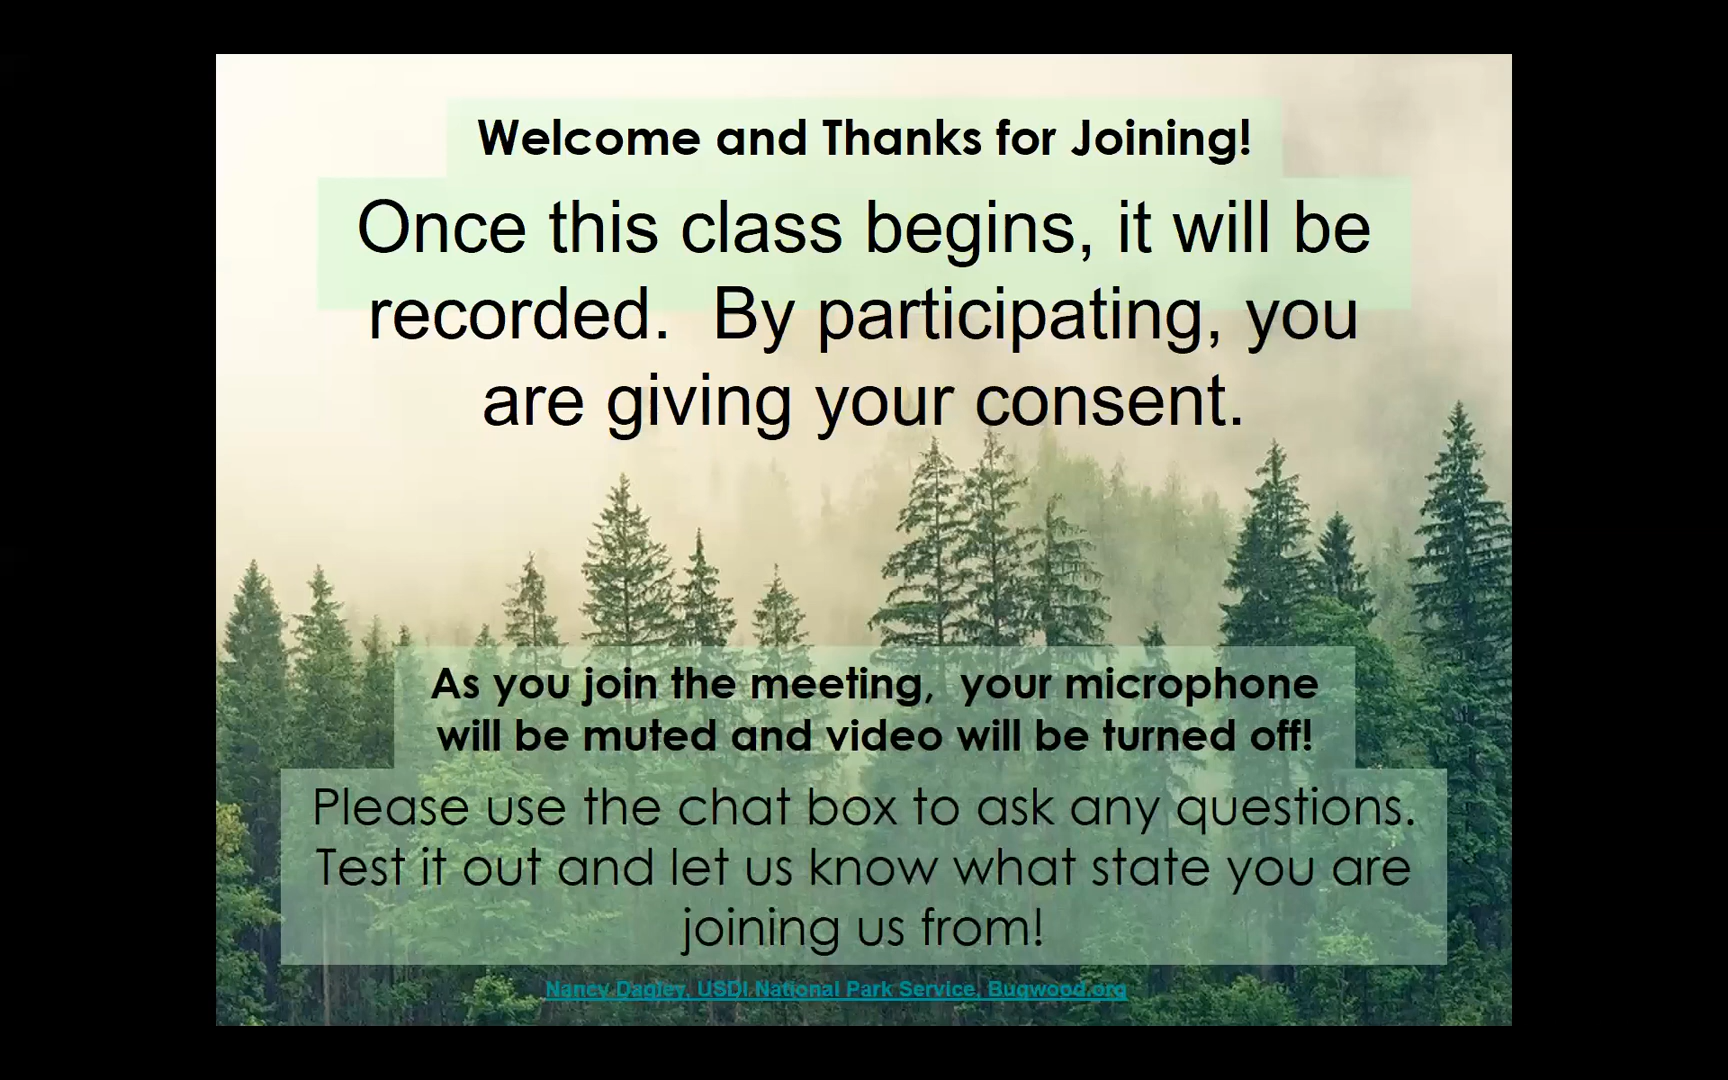 Welcome and Thanks for Joining!
Once this class begins, it will be
recorded.  By participating, you
are giving your consent.
As you join the meeting,  your microphone
will be muted and video will be turned off!
Please use the chat box to ask any questions.
Test it out and let us know what state you are
joining us from!
Nancy Dagley, USDI National Park Service, Bugwood.org